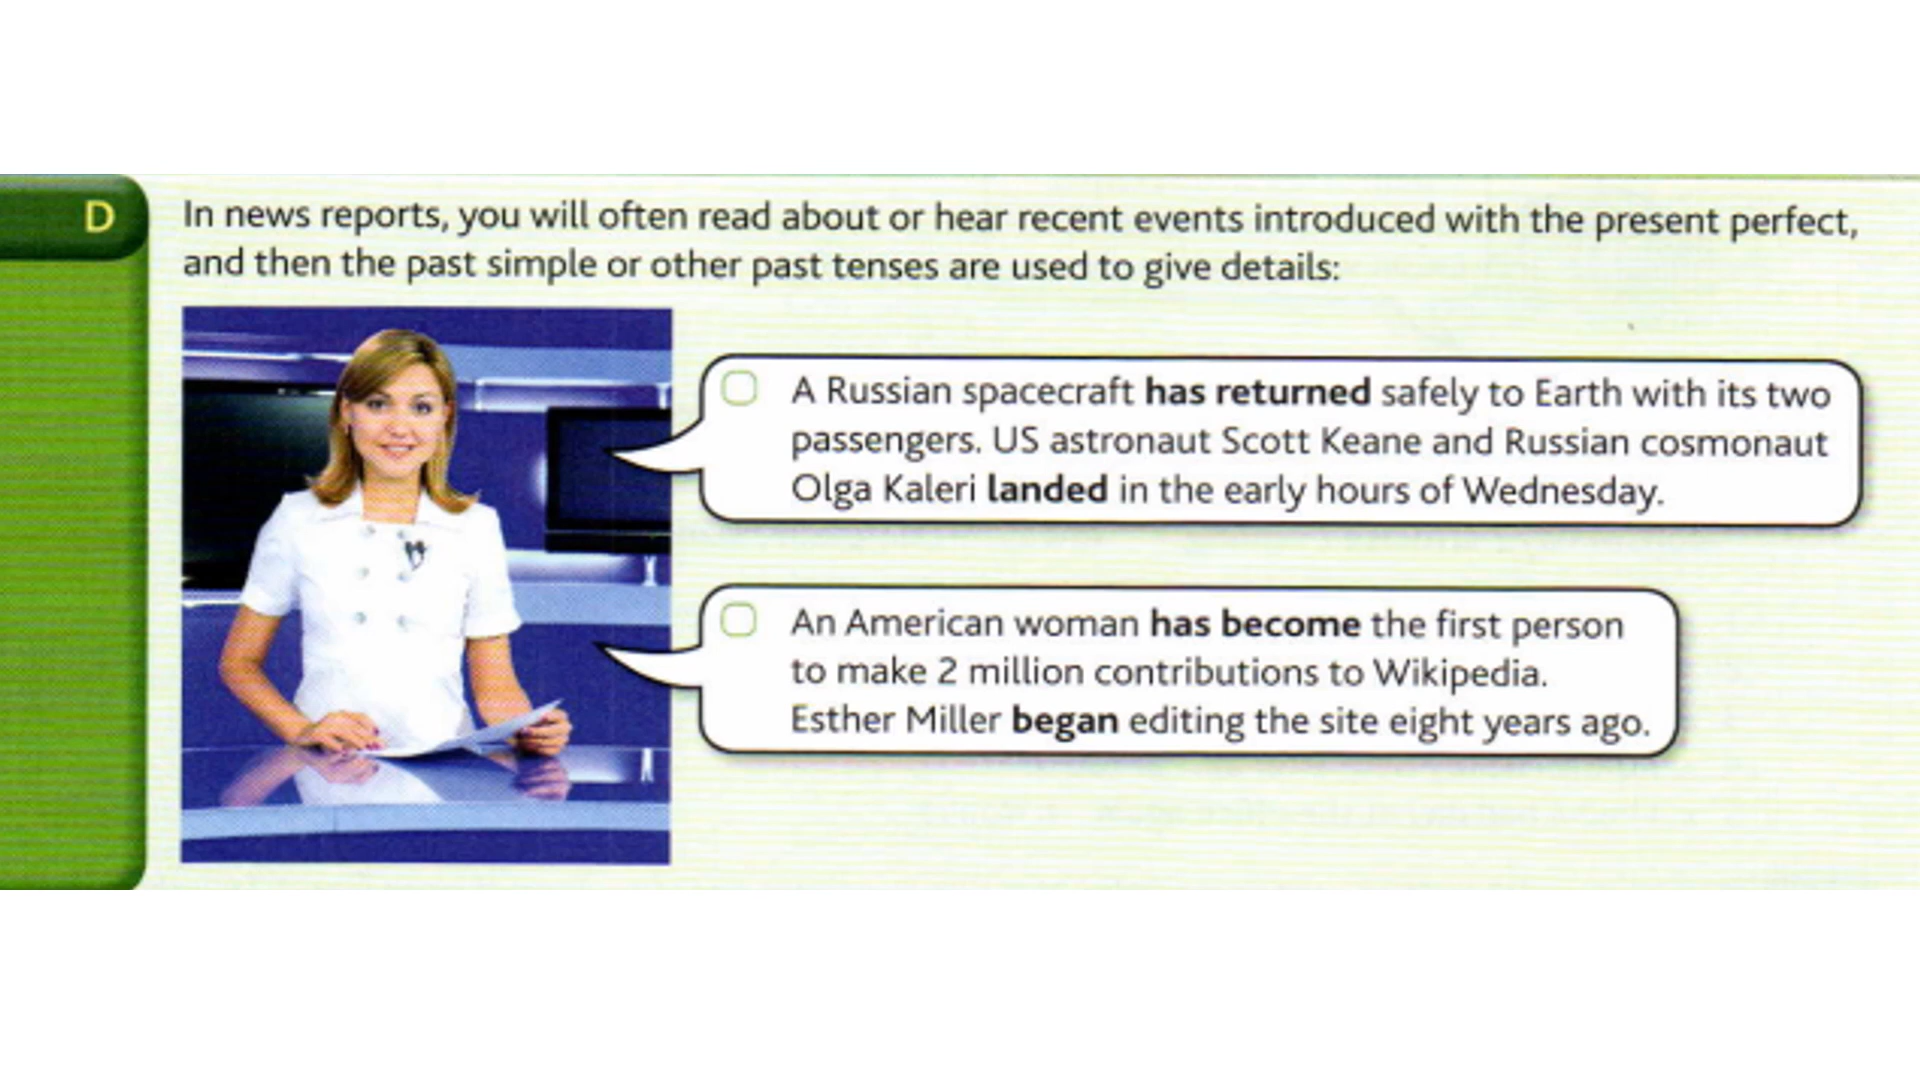 D
In news reports, you will often read about or hear recent events introduced with the present perfect,
and then the past simple or other past tenses are used to give details:
A Russian spacecraft has returned safely to Earth with its two
passengers. US astronaut Scott Keane and Russian cosmonaut
Olga Kaleri landed in the early hours of Wednesday.
An American woman has become the first person
to make 2 million contributions to Wikipedia.
Esther Miller began editing the site eight years ago.